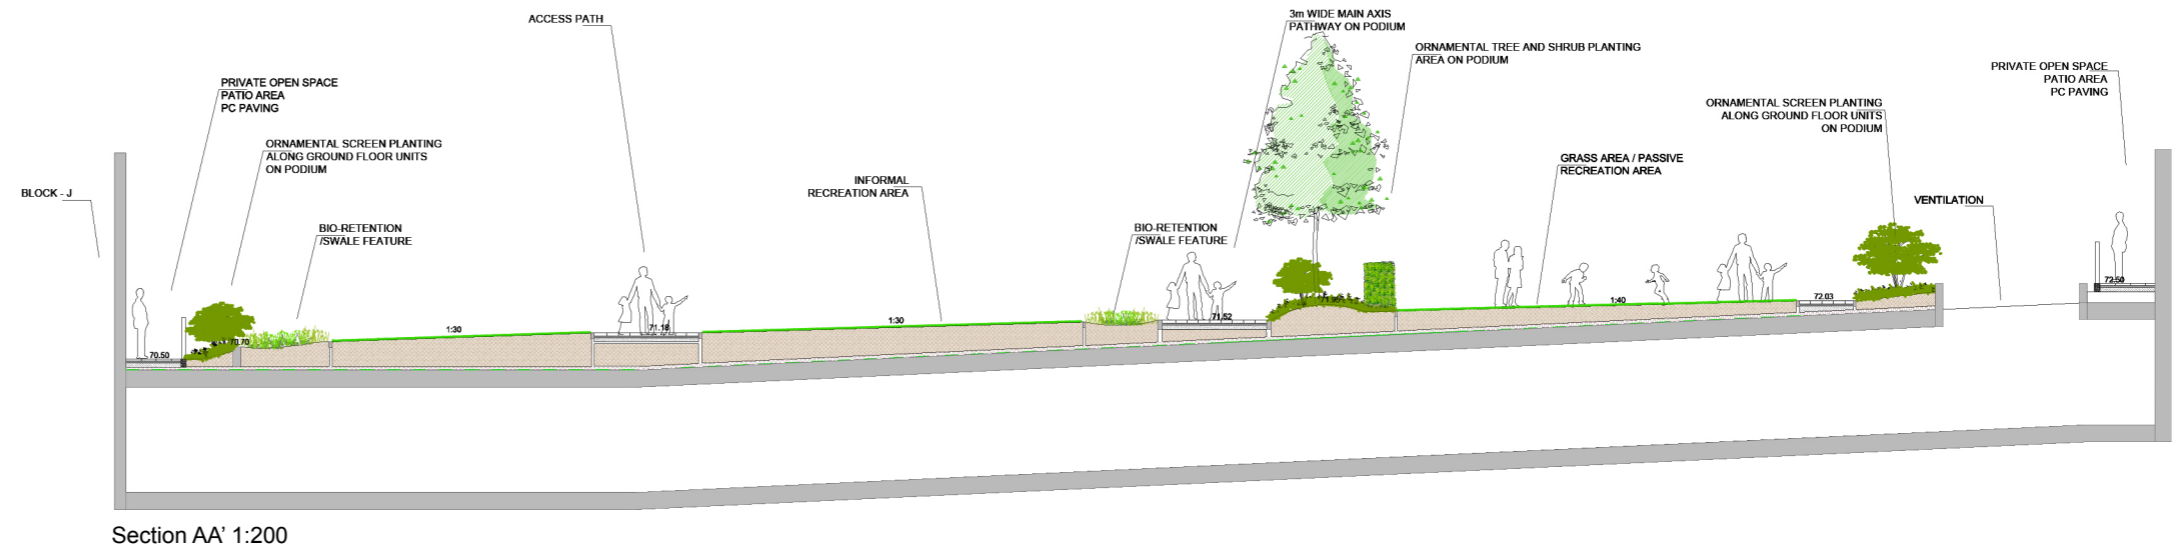 ACCESS PATH
3m WIDE MAIN AXIS
PATHWAY ON PODIUM
ORNAMENTAL TREE AND SHRUB PLANTING
AREA ON PODIUM
PRIVATE OPEN SPACE
PATIO AREA
PC PAVING
PRIVATE OPEN SPACE
PATIO AREA
PC PAVING
ORNAMENTAL SCREEN PLANTING
ALONG GROUND FLOOR UNITS
ON PODIUM
ORNAMENTAL SCREEN PLANTING
ALONG GROUND FLOOR UNITS
ON PODIUM
GRASS AREA / PASSIVE
RECREATION AREA
BLOCK - J
INFORMAL
RECREATION AREA
VENTILATION
BIO-RETENTION
/SWALE FEATURE
BIO-RETENTION
/SWALE FEATURE
72.50
1:40
72.03
71.52
1:30
1:30
71.18
70.70
70.50
Section AA' 1:200